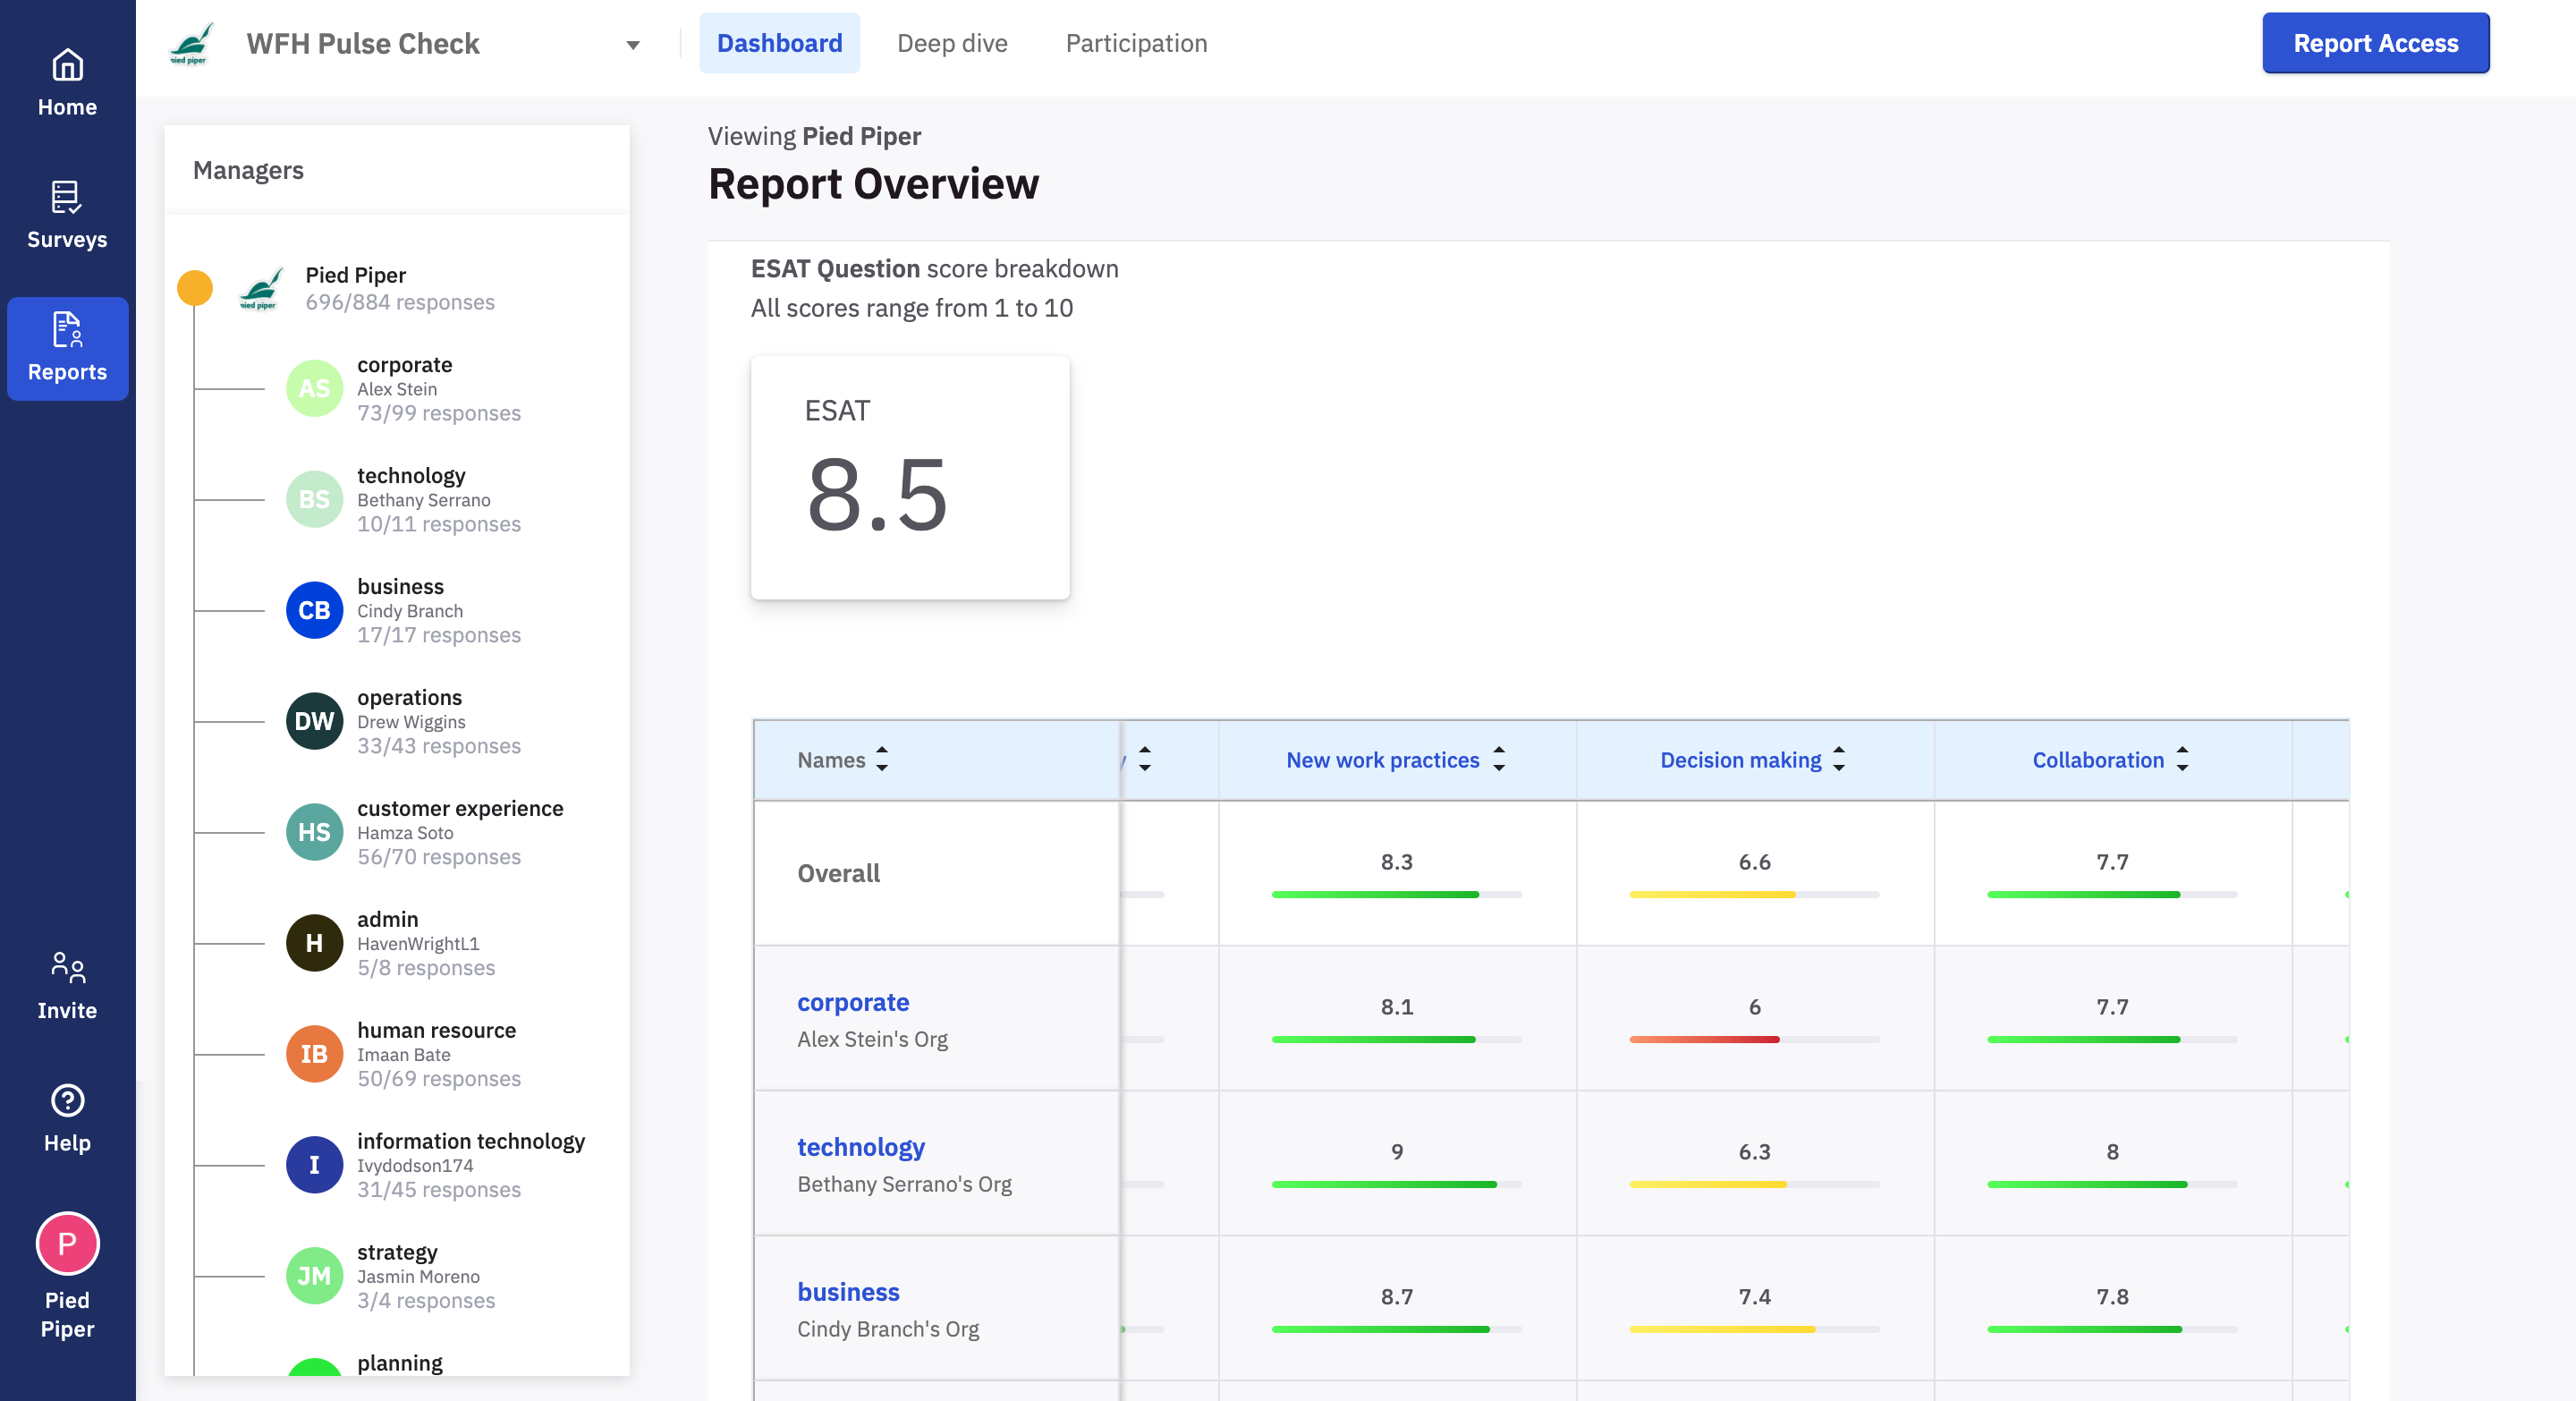 Home
Surveys
Reports
Invite
Help
P
Pied
Piper
pied piper
WFH Pulse Check
Dashboard
Deep dive
Participation
Report Access
Managers
pied piper
Pied Piper
696/884 responses
AS
corporate
Alex Stein
73/99 responses
BS
technology
Bethany Serrano
10/11 responses
CB
business
Cindy Branch
17/17 responses
DW
operations
Drew Wiggins
33/43 responses
HS
customer experience
Hamza Soto
56/70 responses
H
admin
HavenWrightL1
5/8 responses
IB
human resource
Imaan Bate
50/69 responses
I
information technology
Ivydodson174
31/45 responses
JM
strategy
Jasmin Moreno
3/4 responses
planning
Viewing Pied Piper
Report Overview
ESAT Question score breakdown
All scores range from 1 to 10
ESAT
8.5
Names New work practices Decision making Collaboration
Overall 8.3 6.6 7.7
corporate 8.1 6 7.7
Alex Stein's Org
technology 9 6.3 8
Bethany Serrano's Org
business 8.7 7.4 7.8
Cindy Branch's Org